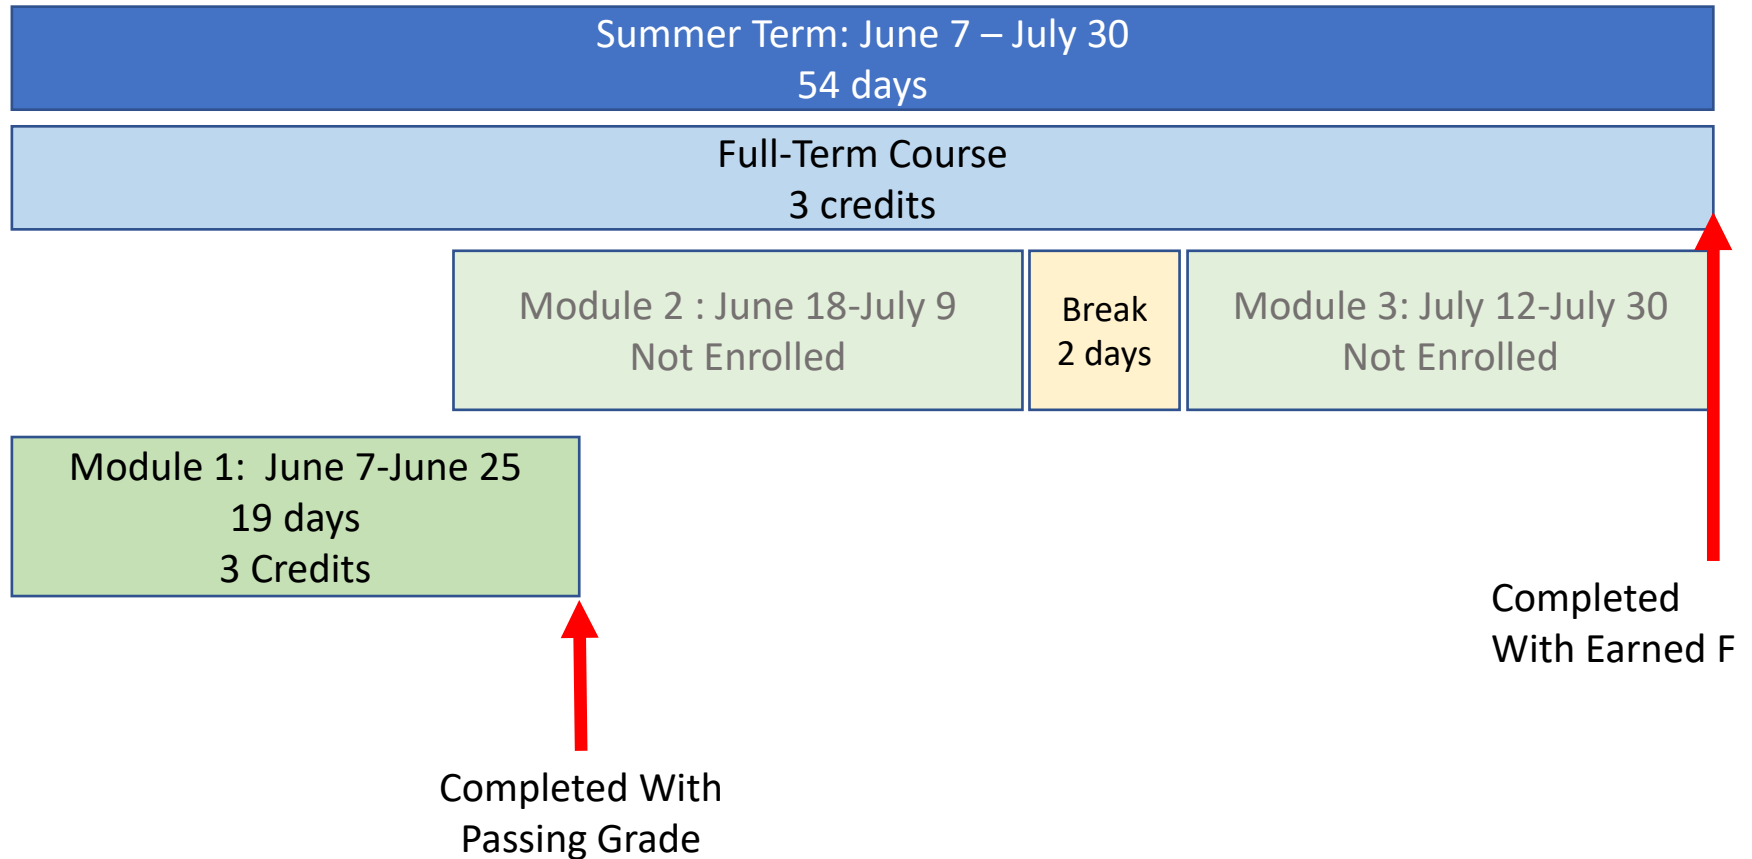 Summer Term: June 7 – July 30
54 days
Full-Term Course
3 credits
Module 2 : June 18-July 9
Not Enrolled
Break
2 days
Module 3: July 12-July 30
Not Enrolled
Module 1:  June 7-June 25
19 days
3 Credits
Completed
With Earned F
Completed With
Passing Grade